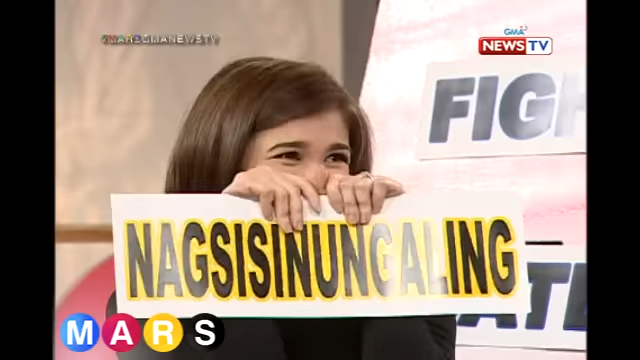 #MARSGMANEWSTV
GMA
NEWS TV
FIGH
NAGSISINUNGALING
ATE
MARS